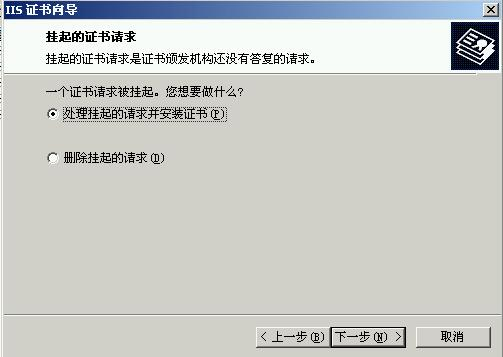 IIS 证书向导
挂起的证书请求
挂起的证书请求是证书颁发机构还没有答复的请求。
一个证书请求被挂起。您想要做什么?
处理挂起的请求并安装证书(P)
删除挂起的请求(D)
< 上一步(B) 下一步(N) > 取消